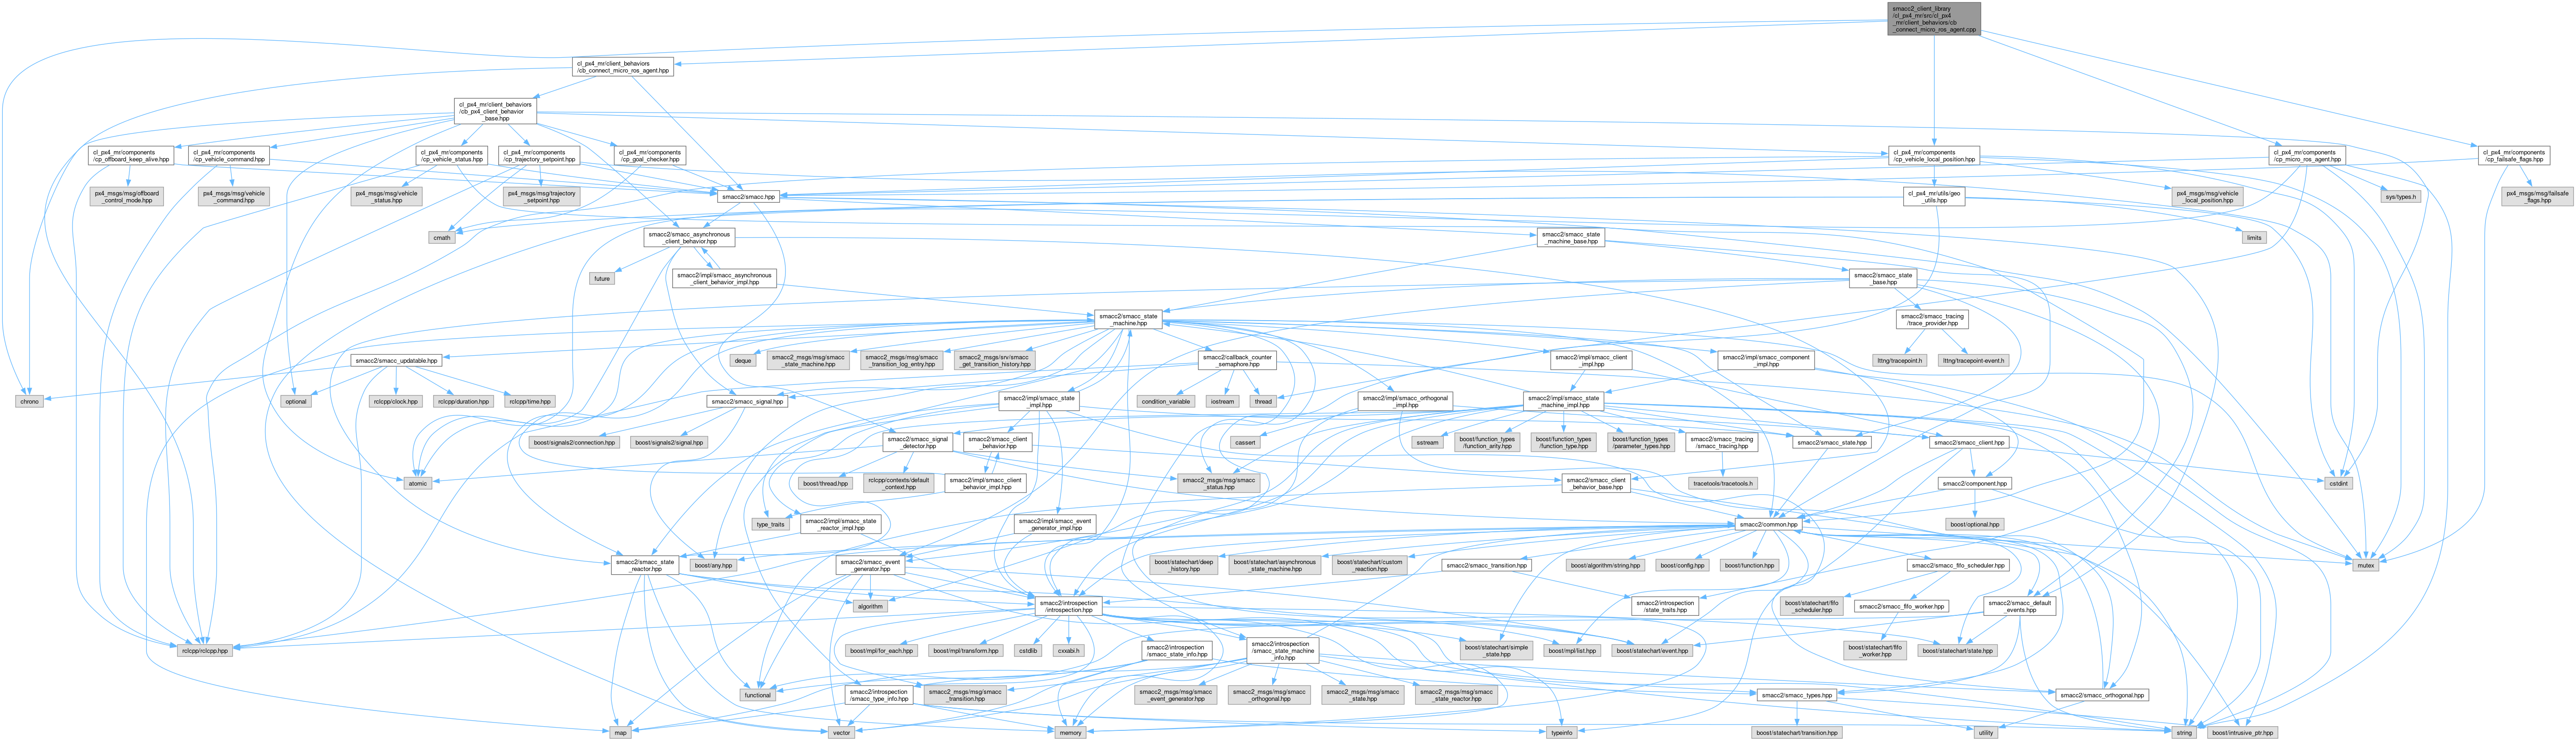 smacc2_client_library
/cl_px4_mr/src/cl_px4
_mr/client_behaviors/cb
_connect_micro_ros_agent.cpp
cl_px4_mr/client_behaviors
/cb_connect_micro_ros_agent.hpp
cl_px4_mr/client_behaviors
/cb_px4_client_behavior
_base.hpp
cl_px4_mr/components
/cp_offboard_keep_alive.hpp
cl_px4_mr/components
/cp_vehicle_command.hpp
cl_px4_mr/components
/cp_vehicle_status.hpp
cl_px4_mr/components
/cp_trajectory_setpoint.hpp
cl_px4_mr/components
/cp_goal_checker.hpp
cl_px4_mr/components
/cp_vehicle_local_position.hpp
cl_px4_mr/components
/cp_micro_ros_agent.hpp
cl_px4_mr/components
/cp_failsafe_flags.hpp
px4_msgs/msg/offboard
_control_mode.hpp
px4_msgs/msg/vehicle
_command.hpp
px4_msgs/msg/vehicle
_status.hpp
px4_msgs/msg/trajectory
_setpoint.hpp
smacc2/smacc.hpp
cl_px4_mr/utils/geo
_utils.hpp
px4_msgs/msg/vehicle
_local_position.hpp
sys/types.h
px4_msgs/msg/failsafe
_flags.hpp
cmath
smacc2/smacc_asynchronous
_client_behavior.hpp
smacc2/smacc_state
_machine_base.hpp
limits
future
smacc2/impl/smacc_asynchronous
_client_behavior_impl.hpp
smacc2/smacc_state
_base.hpp
smacc2/smacc_state
_machine.hpp
smacc2/smacc_tracing
/trace_provider.hpp
smacc2/smacc_updatable.hpp
deque
smacc2_msgs/msg/smacc
_state_machine.hpp
smacc2_msgs/msg/smacc
_transition_log_entry.hpp
smacc2_msgs/srv/smacc
_get_transition_history.hpp
smacc2/callback_counter
_semaphore.hpp
smacc2/impl/smacc_client
_impl.hpp
smacc2/impl/smacc_component
_impl.hpp
lttng/tracepoint.h
lttng/tracepoint-event.h
chrono
optional
rclcpp/clock.hpp
rclcpp/duration.hpp
rclcpp/time.hpp
smacc2/smacc_signal.hpp
smacc2/impl/smacc_state
_impl.hpp
condition_variable
iostream
thread
smacc2/impl/smacc_orthogonal
_impl.hpp
smacc2/impl/smacc_state
_machine_impl.hpp
boost/signals2/connection.hpp
boost/signals2/signal.hpp
smacc2/smacc_signal
_detector.hpp
smacc2/smacc_client
_behavior.hpp
cassert
sstream
boost/function_types
/function_arity.hpp
boost/function_types
/function_type.hpp
boost/function_types
/parameter_types.hpp
smacc2/smacc_tracing
/smacc_tracing.hpp
smacc2/smacc_state.hpp
smacc2/smacc_client.hpp
atomic
boost/thread.hpp
rclcpp/contexts/default
_context.hpp
smacc2/impl/smacc_client
_behavior_impl.hpp
smacc2_msgs/msg/smacc
_status.hpp
smacc2/smacc_client
_behavior_base.hpp
tracetools/tracetools.h
smacc2/component.hpp
cstdint
type_traits
smacc2/impl/smacc_state
_reactor_impl.hpp
smacc2/impl/smacc_event
_generator_impl.hpp
smacc2/common.hpp
boost/optional.hpp
smacc2/smacc_state
_reactor.hpp
boost/any.hpp
smacc2/smacc_event
_generator.hpp
boost/statechart/deep
_history.hpp
boost/statechart/asynchronous
_state_machine.hpp
boost/statechart/custom
_reaction.hpp
smacc2/smacc_transition.hpp
boost/algorithm/string.hpp
boost/config.hpp
boost/function.hpp
smacc2/smacc_fifo_scheduler.hpp
mutex
algorithm
smacc2/introspection
/introspection.hpp
smacc2/introspection
/state_traits.hpp
boost/statechart/fifo
_scheduler.hpp
smacc2/smacc_fifo_worker.hpp
smacc2/smacc_default
_events.hpp
rclcpp/rclcpp.hpp
boost/mpl/for_each.hpp
boost/mpl/transform.hpp
cstdlib
cxxabi.h
smacc2/introspection
/smacc_state_info.hpp
smacc2/introspection
/smacc_state_machine
_info.hpp
boost/statechart/simple
_state.hpp
boost/mpl/list.hpp
boost/statechart/event.hpp
boost/statechart/fifo
_worker.hpp
boost/statechart/state.hpp
functional
smacc2/introspection
/smacc_type_info.hpp
smacc2_msgs/msg/smacc
_transition.hpp
smacc2_msgs/msg/smacc
_event_generator.hpp
smacc2_msgs/msg/smacc
_orthogonal.hpp
smacc2_msgs/msg/smacc
_state.hpp
smacc2_msgs/msg/smacc
_state_reactor.hpp
smacc2/smacc_types.hpp
smacc2/smacc_orthogonal.hpp
map
vector
memory
typeinfo
boost/statechart/transition.hpp
utility
string
boost/intrusive_ptr.hpp